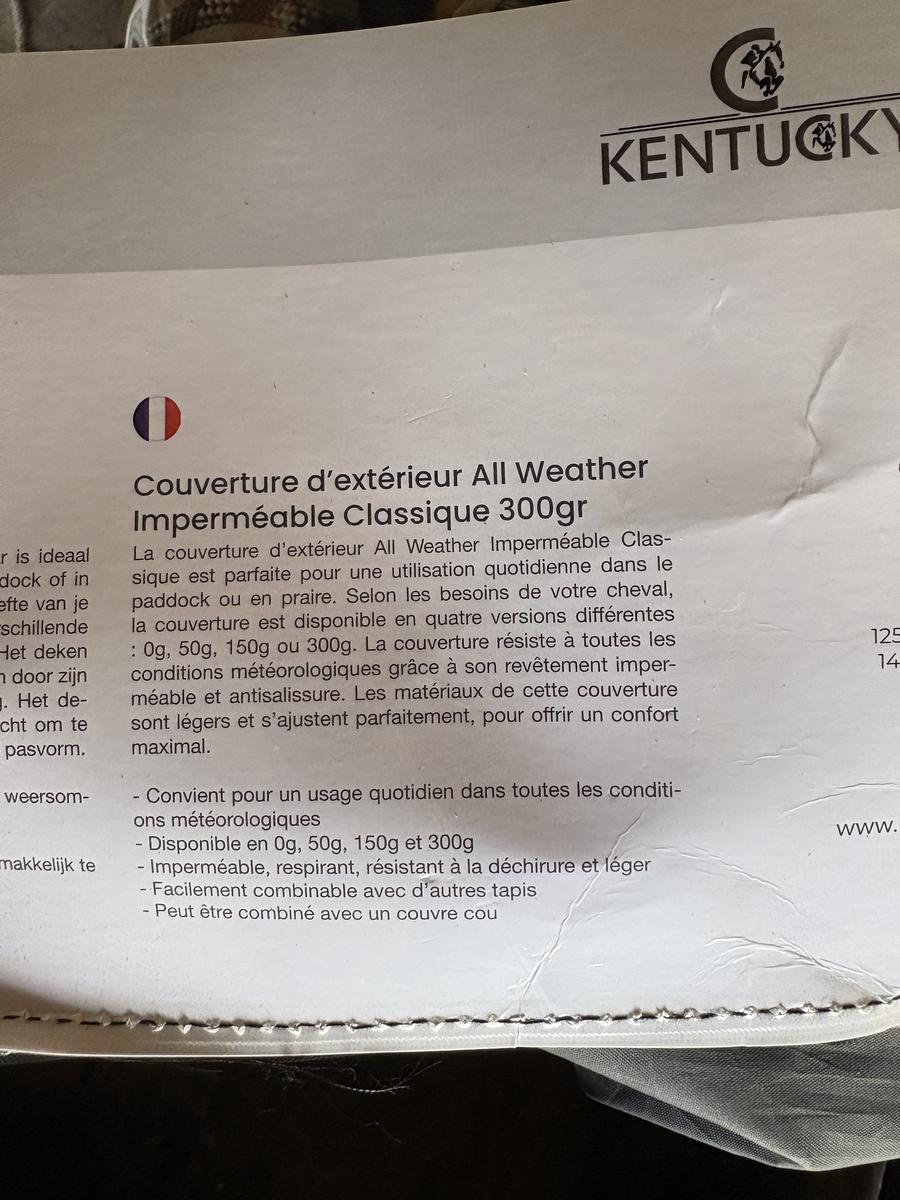 KENTUCKY
Couverture d'extérieur All Weather
Imperméable Classique 300gr
La couverture d'extérieur All Weather Imperméable Clas-
sique est parfaite pour une utilisation quotidienne dans le
paddock ou en praire. Selon les besoins de votre cheval,
la couverture est disponible en quatre versions différentes
: 0g, 50g, 150g ou 300g. La couverture résiste à toutes les
conditions météorologiques grâce à son revêtement imper-
méable et antisalissure. Les matériaux de cette couverture
sont légers et s'ajustent parfaitement, pour offrir un confort
maximal.
- Convient pour un usage quotidien dans toutes les conditi-
ons météorologiques
- Disponible en 0g, 50g, 150g et 300g
- Imperméable, respirant, résistant à la déchirure et léger
- Facilement combinable avec d'autres tapis
- Peut être combiné avec un couvre cou
r is ideaal
dock of in
efte van je
schillende
Het deken
n door zijn
g. Het de-
cht om te
pasvorm.
weersom-
makkelijk te
125
14
www.